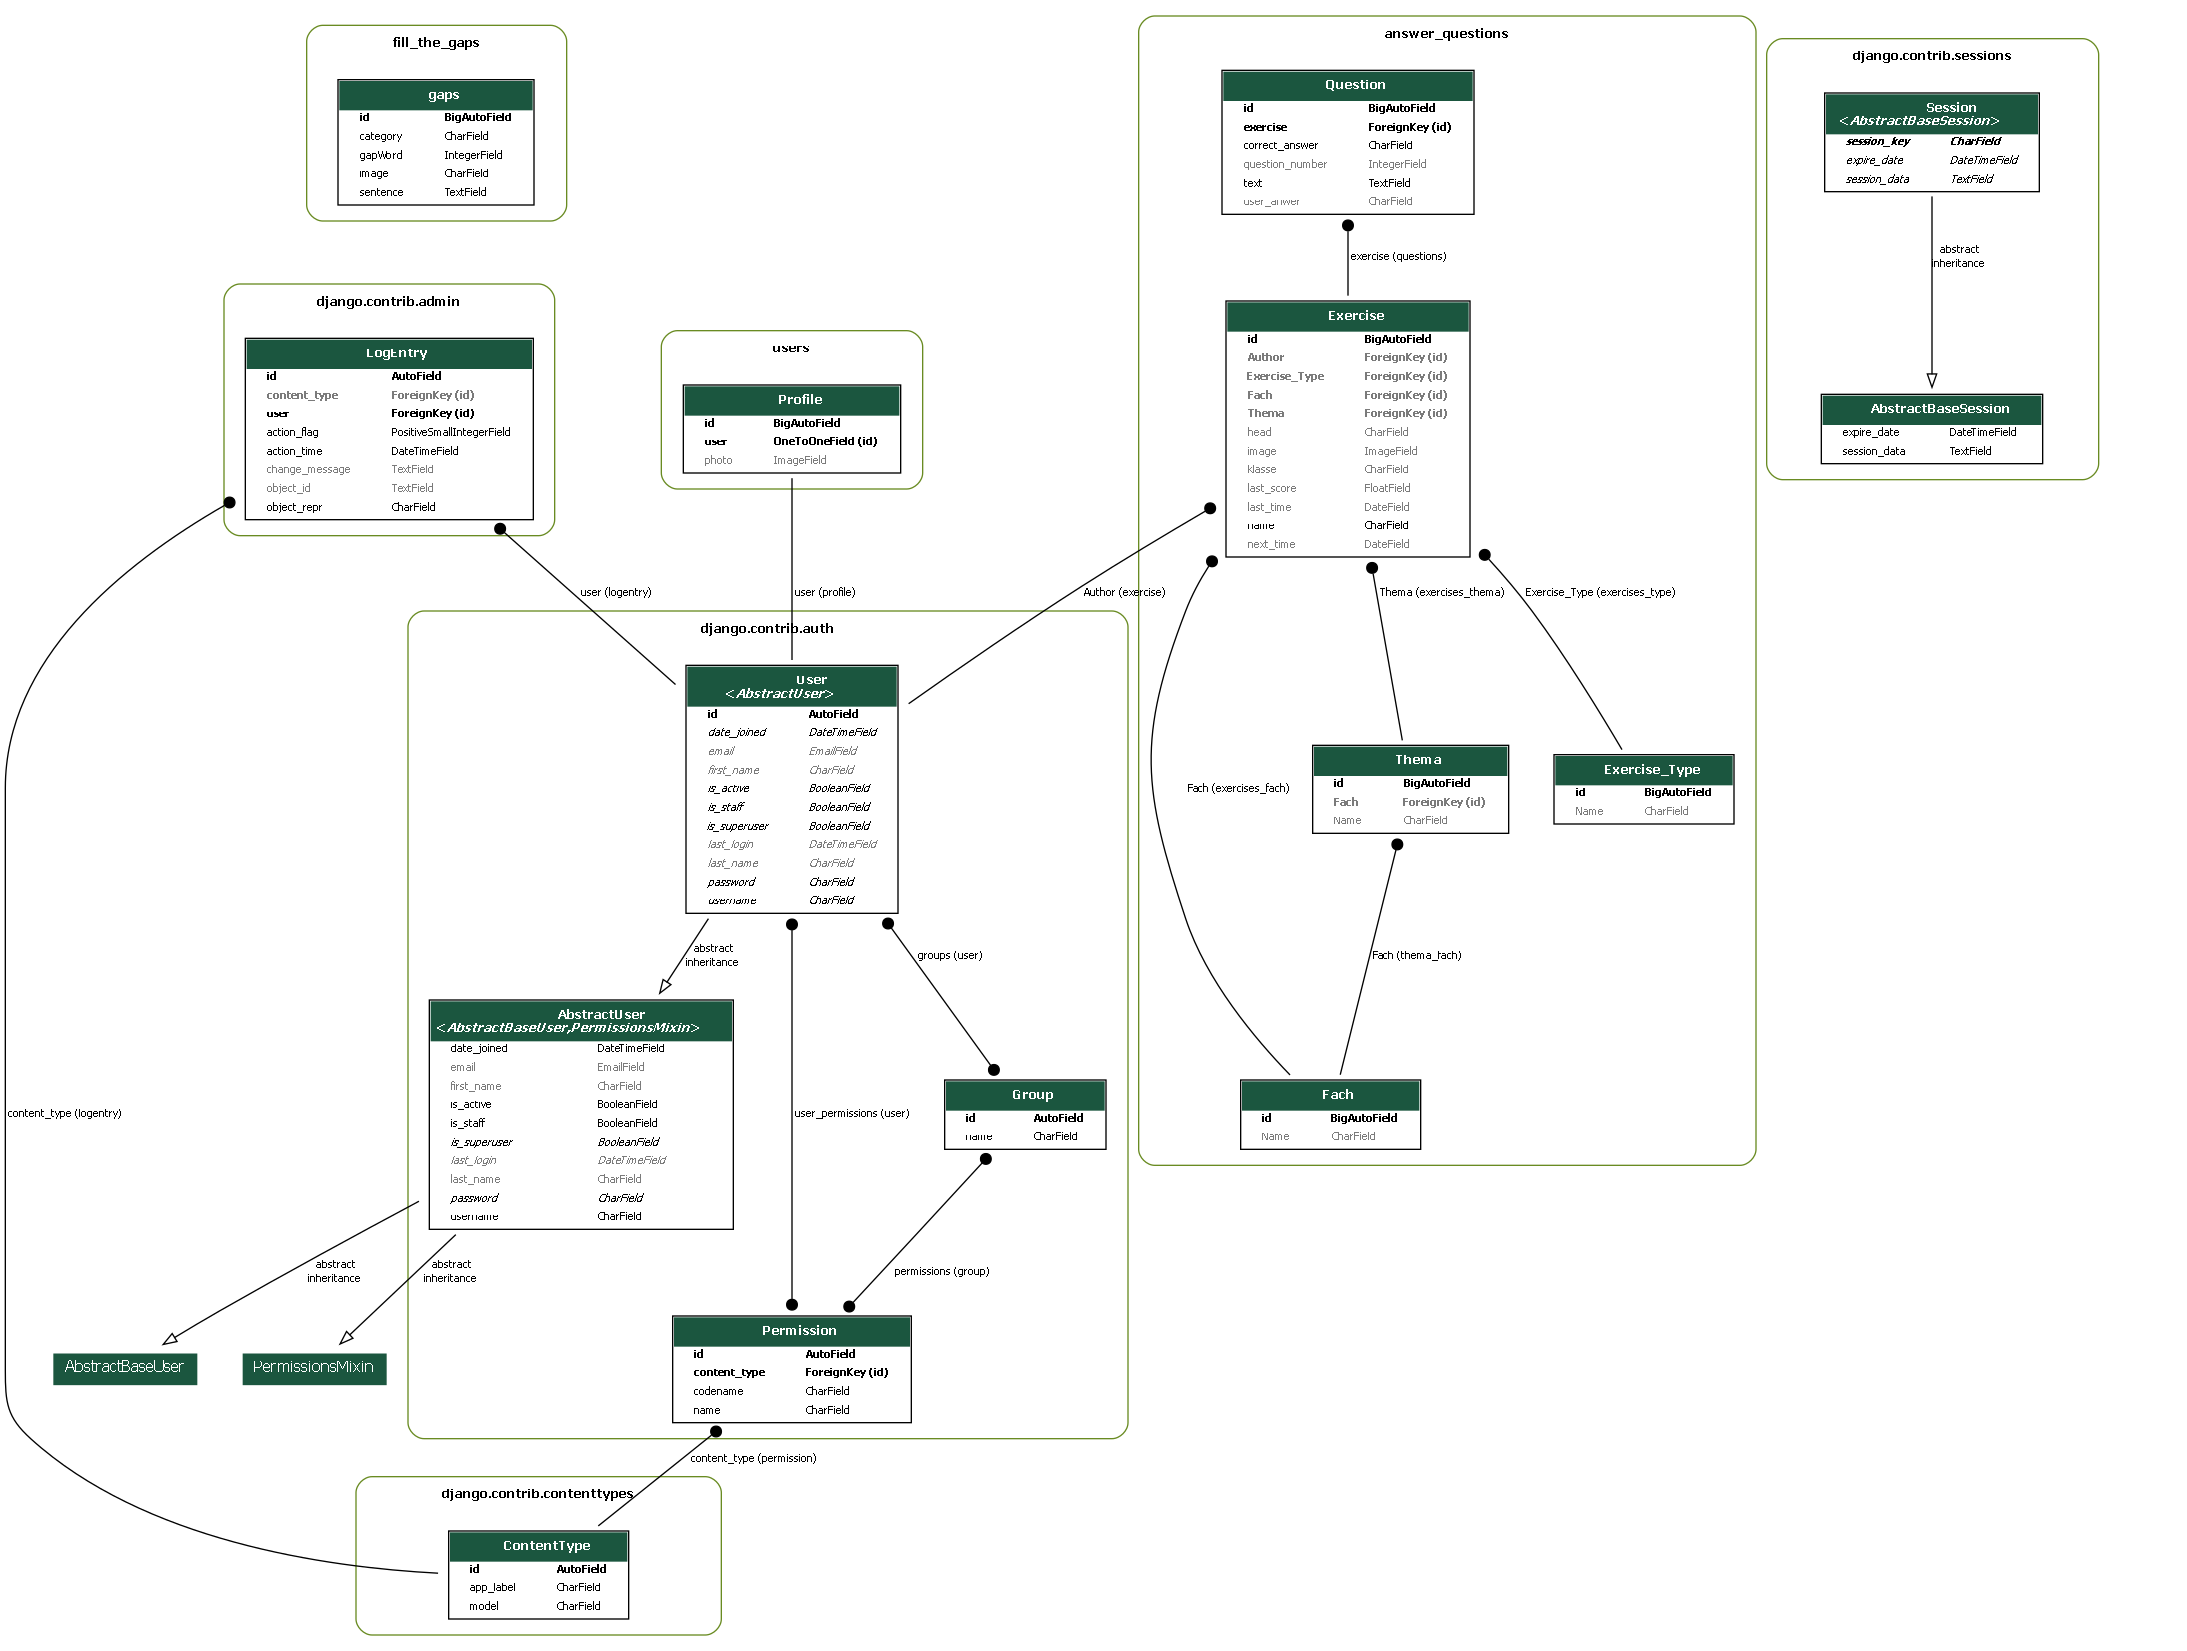 fill_the_gaps
gaps
id BigAutoField
category CharField
gapWord IntegerField
image CharField
sentence TextField
answer_questions
Question
id BigAutoField
exercise ForeignKey (id)
correct_answer CharField
question_number IntegerField
text TextField
user_anwer CharField
exercise (questions)
Exercise
id BigAutoField
Author ForeignKey (id)
Exercise_Type ForeignKey (id)
Fach ForeignKey (id)
Thema ForeignKey (id)
head CharField
image ImageField
klasse CharField
last_score FloatField
last_time DateField
name CharField
next_time DateField
django.contrib.sessions
Session
<AbstractBaseSession>
session_key CharField
expire_date DateTimeField
session_data TextField
abstract
inheritance
AbstractBaseSession
expire_date DateTimeField
session_data TextField
django.contrib.admin
LogEntry
id AutoField
content_type ForeignKey (id)
user ForeignKey (id)
action_flag PositiveSmallIntegerField
action_time DateTimeField
change_message TextField
object_id TextField
object_repr CharField
users
Profile
id BigAutoField
user OneToOneField (id)
photo ImageField
user (logentry)
user (profile)
Author (exercise)
Thema (exercises_thema)
Exercise_Type (exercises_type)
django.contrib.auth
User
<AbstractUser>
id AutoField
date_joined DateTimeField
email EmailField
first_name CharField
is_active BooleanField
is_staff BooleanField
is_superuser BooleanField
last_login DateTimeField
last_name CharField
password CharField
username CharField
Fach (exercises_fach)
Thema
id BigAutoField
Fach ForeignKey (id)
Name CharField
Exercise_Type
id BigAutoField
Name CharField
abstract
inheritance
groups (user)
Fach (thema_fach)
AbstractUser
<AbstractBaseUser,PermissionsMixin>
date_joined DateTimeField
email EmailField
first_name CharField
is_active BooleanField
is_staff BooleanField
is_superuser BooleanField
last_login DateTimeField
last_name CharField
password CharField
username CharField
content_type (logentry)
user_permissions (user)
Group
id AutoField
name CharField
Fach
id BigAutoField
Name CharField
abstract
inheritance
abstract
inheritance
permissions (group)
AbstractBaseUser
PermissionsMixin
Permission
id AutoField
content_type ForeignKey (id)
codename CharField
name CharField
content_type (permission)
django.contrib.contenttypes
ContentType
id AutoField
app_label CharField
model CharField